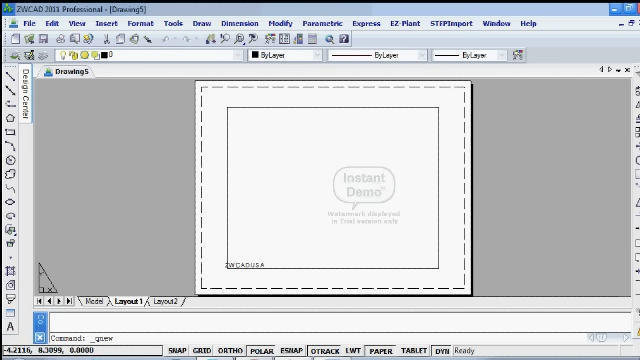 ZWCAD 2011 Professional - [Drawing5]
File Edit View Insert Format Tools Draw Dimension Modify Parametric Express EZ-Plant STFPImport Window Help
0 ByLayer ByLayer ByLayer
Drawing5
Design Center
Instant
Demo
Watermark displayed
in Trial version only
ZWCADUSA
Model Layout1 Layout2
Command: _qnew
-4.2116, 8.3099, 0.0000 SNAP GRID ORTHO POLAR ESNAP OTRACK LWT PAPER TABLET DYN Ready